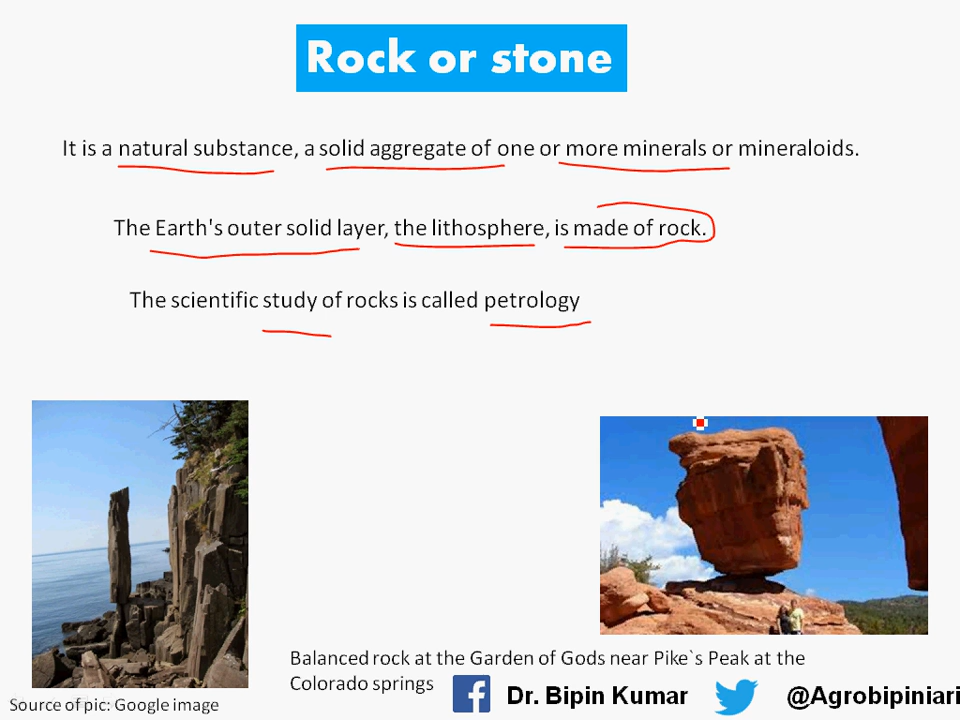 Rock or stone
It is a natural substance, a solid aggregate of one or more minerals or mineraloids.
The Earth's outer solid layer, the lithosphere, is made of rock.
The scientific study of rocks is called petrology
Balanced rock at the Garden of Gods near Pike`s Peak at the
Colorado springs
Dr. Bipin Kumar
@Agrobipiniari
Source of pic: Google image